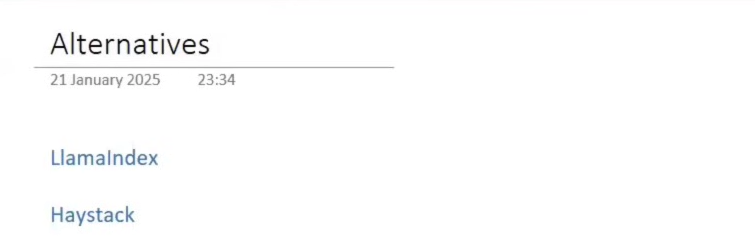 Alternatives
21 January 2025 23:34
LlamaIndex
Haystack